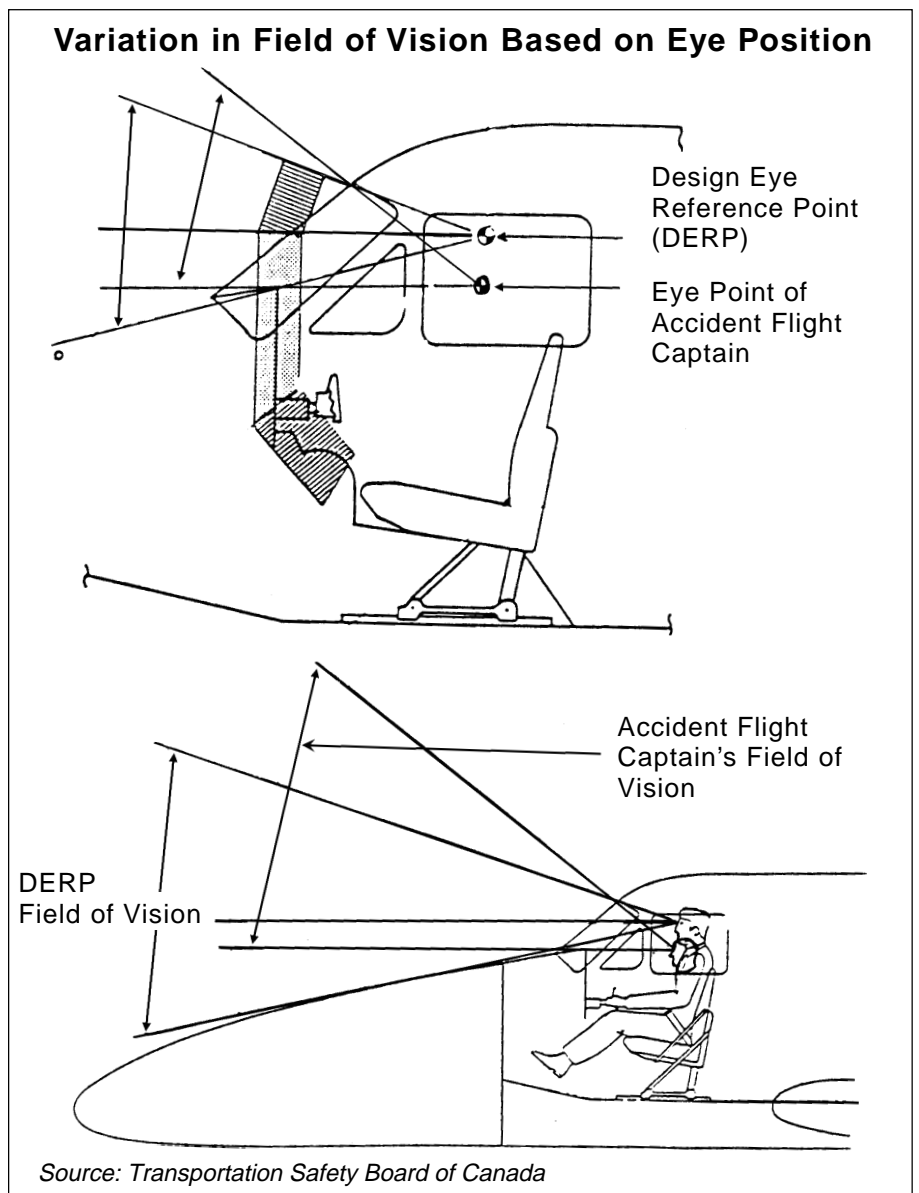 Variation in Field of Vision Based on Eye Position
Design Eye
Reference Point
(DERP)
Eye Point of
Accident Flight
Captain
Accident Flight
Captain's Field of
Vision
DERP
Field of Vision
Source: Transportation Safety Board of Canada